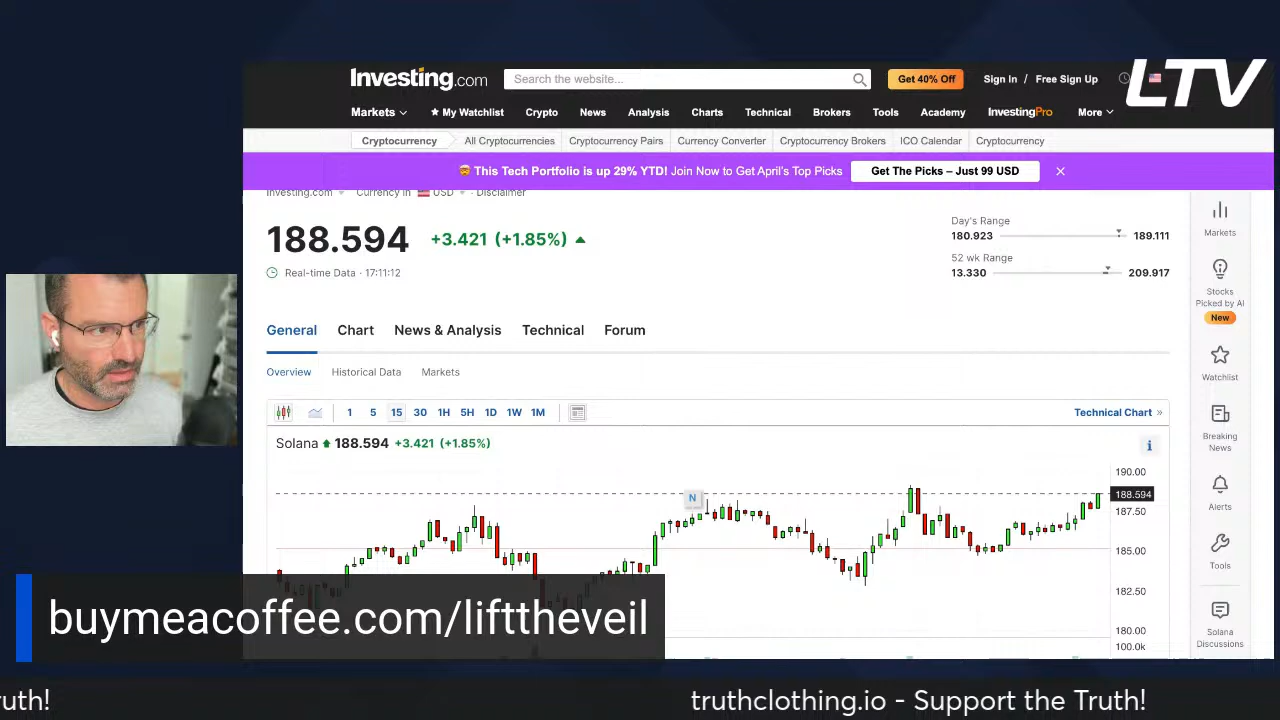 LTV
Investing.com
Search the website...
Get 40% Off
Sign In / Free Sign Up
Markets
My Watchlist
Crypto
News
Analysis
Charts
Technical
Brokers
Tools
Academy
InvestingPro
More
Cryptocurrency
All Cryptocurrencies
Cryptocurrency Pairs
Currency Converter
Cryptocurrency Brokers
ICO Calendar
Cryptocurrency
This Tech Portfolio is up 29% YTD! Join Now to Get April's Top Picks
Get The Picks – Just 99 USD
Investing.com
Currency in USD
Disclaimer
188.594 +3.421 (+1.85%)
Real-time Data · 17:11:12
Day's Range
180.923 189.111
52 wk Range
13.330 209.917
General
Chart
News & Analysis
Technical
Forum
Overview
Historical Data
Markets
1 5 15 30 1H 5H 1D 1W 1M
Technical Chart »
Solana 188.594 +3.421 (+1.85%)
i
N
190.00
188.594
187.50
185.00
182.50
180.00
100.0k
Markets
Stocks
Picked by AI
New
Watchlist
Breaking
News
Alerts
Tools
Solana
Discussions
buymeacoffee.com/lifttheveil
ruth!
truthclothing.io - Support the Truth!